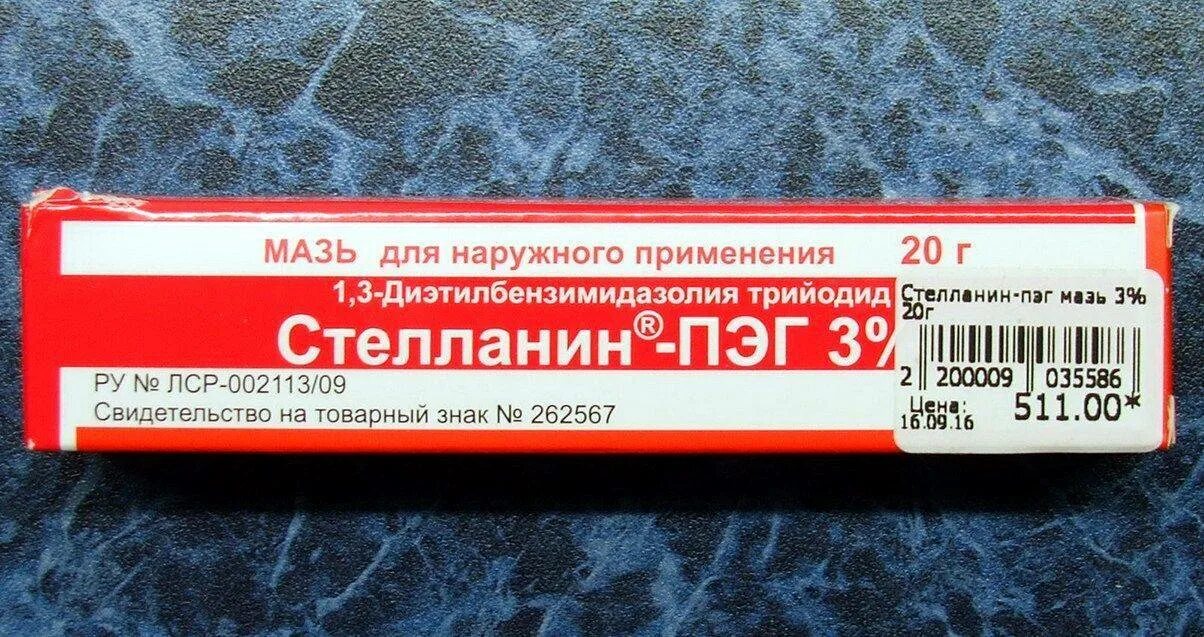 МАЗЬ для наружного применения 20 г
1,3-Диэтилбензимидазолия трийодид
Стелланин®-ПЭГ 3%
РУ № ЛСР-002113/09
Свидетельство на товарный знак № 262567
Стелланин-пэг мазь 3%
20г
2 200009 035586
Цена: 511.00*
16.09.16